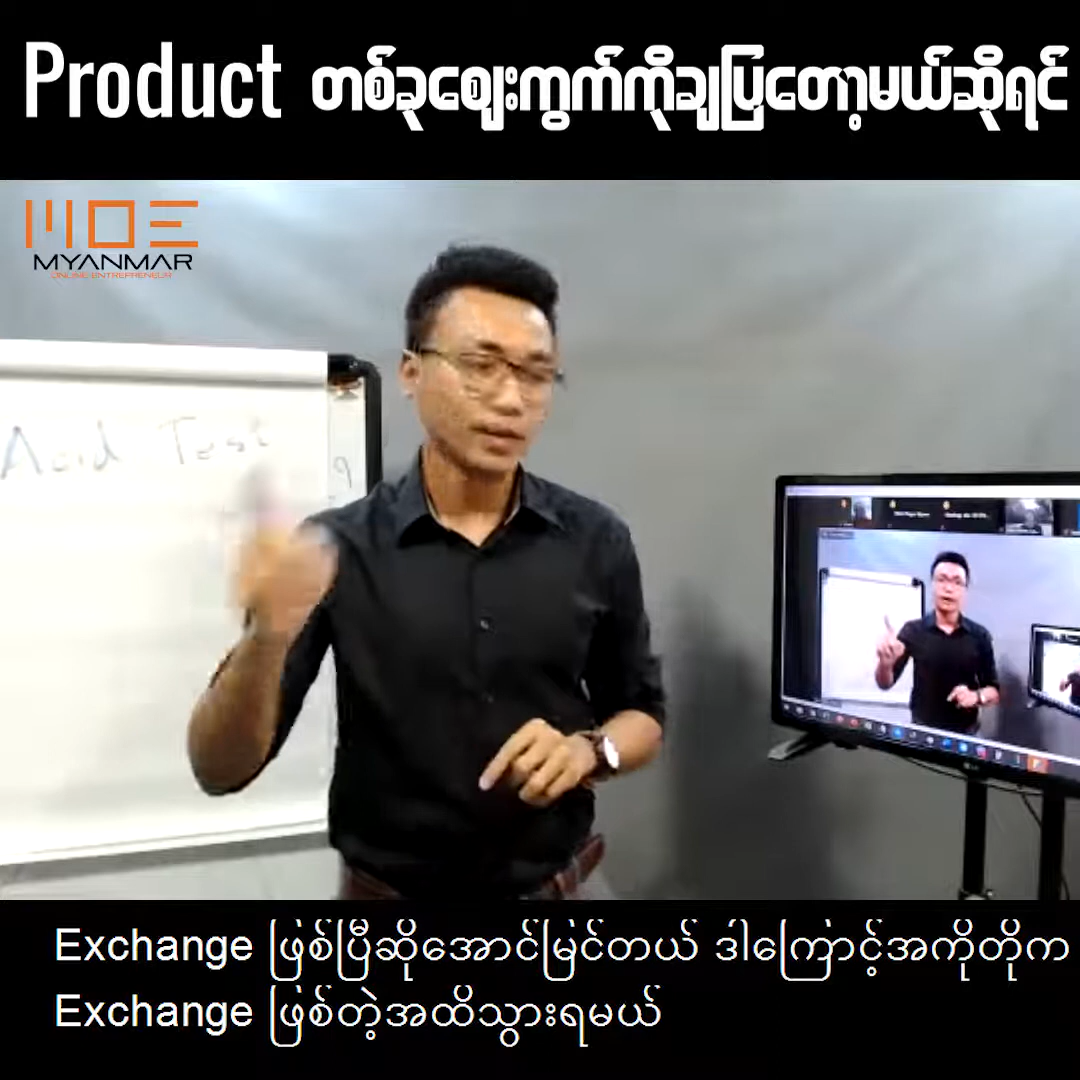 Product တစ်ခုဈေးကွက်ကိုချပြတော့မယ်ဆိုရင်
MOE
MYANMAR
ONLINE ENTREPRENEUR
Acid Test
Exchange ဖြစ်ပြီဆိုအောင်မြင်တယ် ဒါကြောင့်အကိုတို့က
Exchange ဖြစ်တဲ့အထိသွားရမယ်